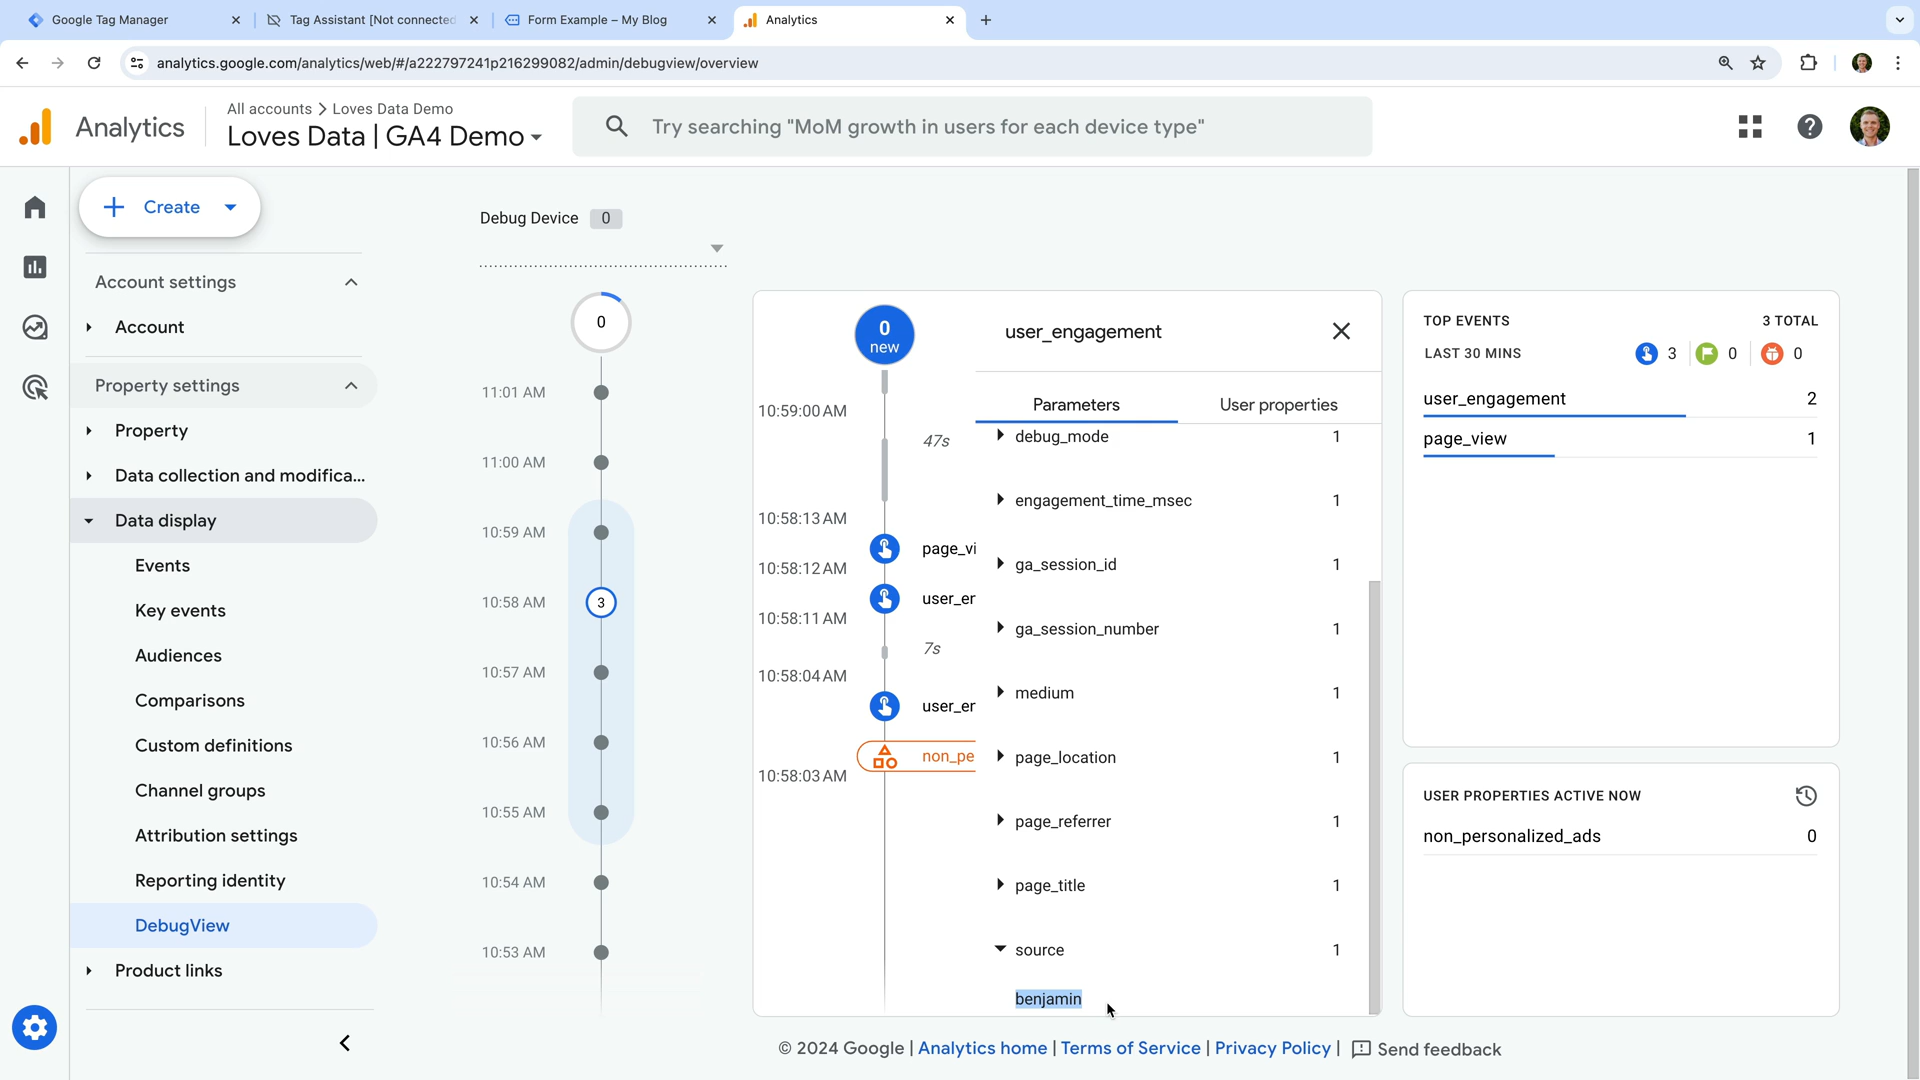 Google Tag Manager
Tag Assistant [Not connected
Form Example – My Blog
Analytics
analytics.google.com/analytics/web/#/a222797241p216299082/admin/debugview/overview
Analytics
All accounts > Loves Data Demo
Loves Data | GA4 Demo
Try searching "MoM growth in users for each device type"
Create
Account settings
Account
Property settings
Property
Data collection and modifica...
Data display
Events
Key events
Audiences
Comparisons
Custom definitions
Channel groups
Attribution settings
Reporting identity
DebugView
Product links
Debug Device 0
0
11:01 AM
11:00 AM
10:59 AM
10:58 AM 3
10:57 AM
10:56 AM
10:55 AM
10:54 AM
10:53 AM
0
new
10:59:00 AM
47s
10:58:13 AM
page_vi
10:58:12 AM
user_er
10:58:11 AM
7s
10:58:04 AM
user_er
non_pe
10:58:03 AM
user_engagement
Parameters User properties
debug_mode 1
engagement_time_msec 1
ga_session_id 1
ga_session_number 1
medium 1
page_location 1
page_referrer 1
page_title 1
source 1
benjamin
TOP EVENTS 3 TOTAL
LAST 30 MINS 3 0 0
user_engagement 2
page_view 1
USER PROPERTIES ACTIVE NOW
non_personalized_ads 0
© 2024 Google | Analytics home | Terms of Service | Privacy Policy | Send feedback